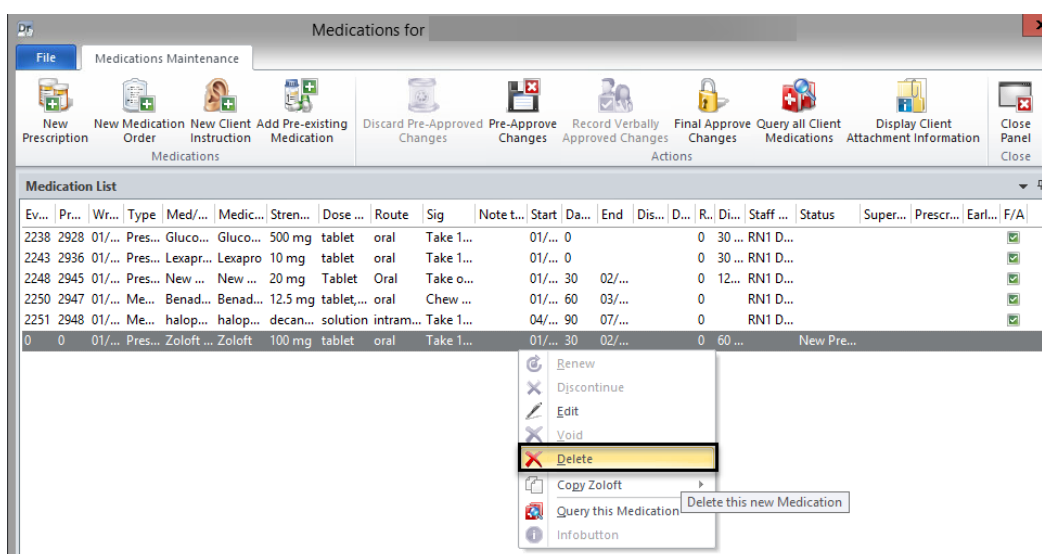 Medications for
File Medications Maintenance
New Prescription New Medication Order New Client Instruction Add Pre-existing Medication Discard Pre-Approved Changes Pre-Approve Changes Record Verbally Approved Changes Final Approve Changes Query all Client Medications Display Client Attachment Information Close Panel
Medications Actions Close
Medication List
Ev... Pr... Wr... Type Med/... Medic... Stren... Dose ... Route Sig Note t... Start Da... End Dis... D... R.. Di... Staff ... Status Super... Prescr... Earl... F/A
2238 2928 01/... Pres... Gluco... Gluco... 500 mg tablet oral Take 1... 01/... 0 0 30 ... RN1 D...
2243 2936 01/... Pres... Lexapr... Lexapro 10 mg tablet oral Take 1... 01/... 0 0 30 ... RN1 D...
2248 2945 01/... Pres... New ... New ... 20 mg Tablet Oral Take o... 01/... 30 02/... 0 12... RN1 D...
2250 2947 01/... Me... Benad... Benad... 12.5 mg tablet,... oral Chew ... 01/... 60 03/... 0 RN1 D...
2251 2948 01/... Me... halop... halop... decan... solution intram... Take 1... 04/... 90 07/... 0 RN1 D...
0 0 01/... Pres... Zoloft ... Zoloft 100 mg tablet oral Take 1... 01/... 30 02/... 0 60 ... New Pre...
Renew
Discontinue
Edit
Void
Delete
Copy Zoloft
Delete this new Medication
Query this Medication
Infobutton